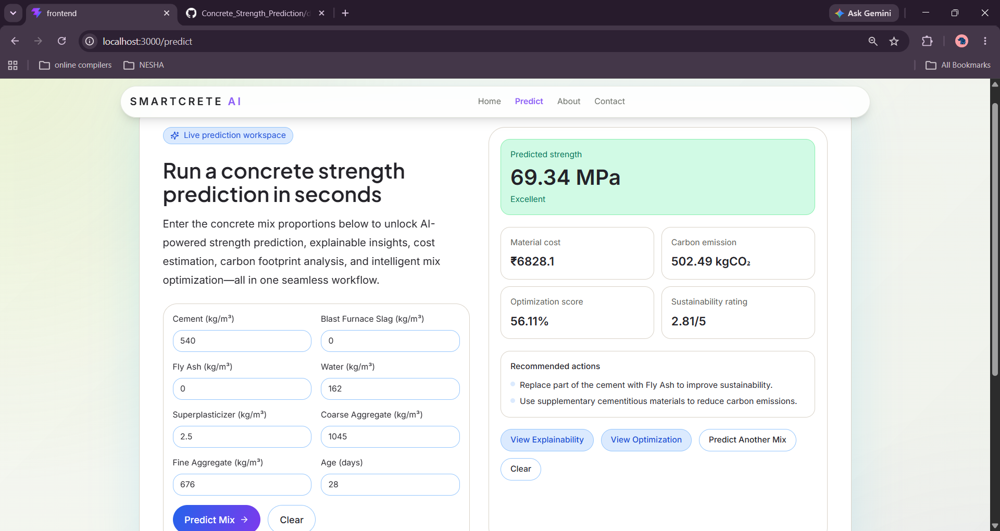 frontend
Concrete_Strength_Prediction/
Ask Gemini
localhost:3000/predict
online compilers
NESHA
All Bookmarks
SMARTCRETE AI
Home
Predict
About
Contact
Live prediction workspace
Run a concrete strength
prediction in seconds
Enter the concrete mix proportions below to unlock AI-
powered strength prediction, explainable insights, cost
estimation, carbon footprint analysis, and intelligent mix
optimization—all in one seamless workflow.
Cement (kg/m³)
540
Blast Furnace Slag (kg/m³)
0
Fly Ash (kg/m³)
0
Water (kg/m³)
162
Superplasticizer (kg/m³)
2.5
Coarse Aggregate (kg/m³)
1045
Fine Aggregate (kg/m³)
676
Age (days)
28
Predict Mix →
Clear
Predicted strength
69.34 MPa
Excellent
Material cost
₹6828.1
Carbon emission
502.49 kgCO₂
Optimization score
56.11%
Sustainability rating
2.81/5
Recommended actions
Replace part of the cement with Fly Ash to improve sustainability.
Use supplementary cementitious materials to reduce carbon emissions.
View Explainability
View Optimization
Predict Another Mix
Clear